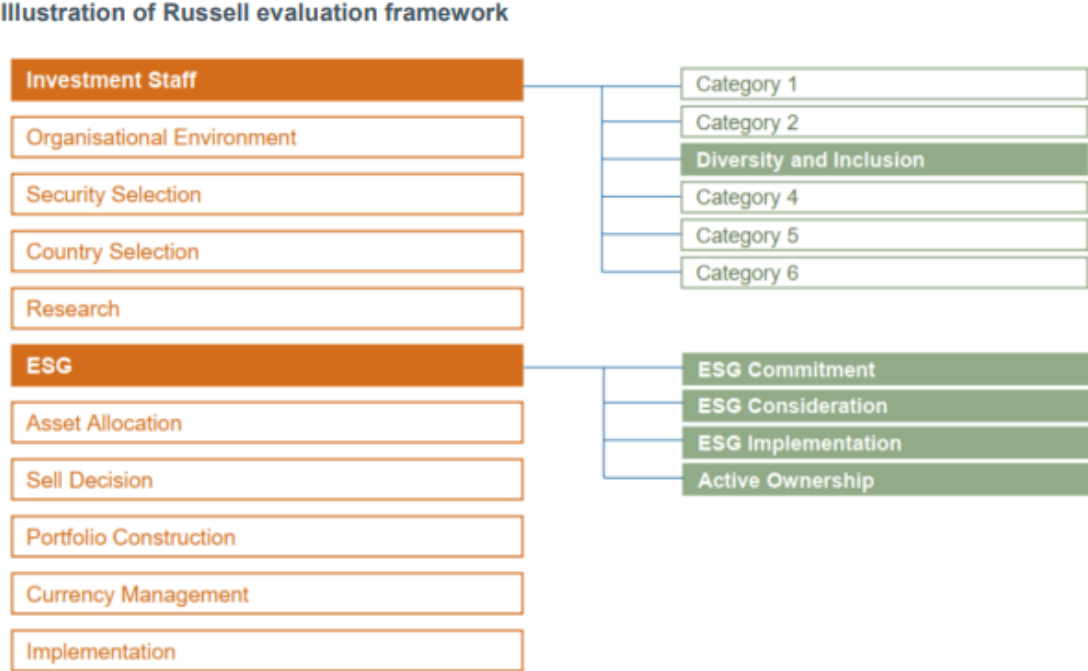 Illustration of Russell evaluation framework
Investment Staff
Organisational Environment
Security Selection
Country Selection
Research
ESG
Asset Allocation
Sell Decision
Portfolio Construction
Currency Management
Implementation
Category 1
Category 2
Diversity and Inclusion
Category 4
Category 5
Category 6
ESG Commitment
ESG Consideration
ESG Implementation
Active Ownership